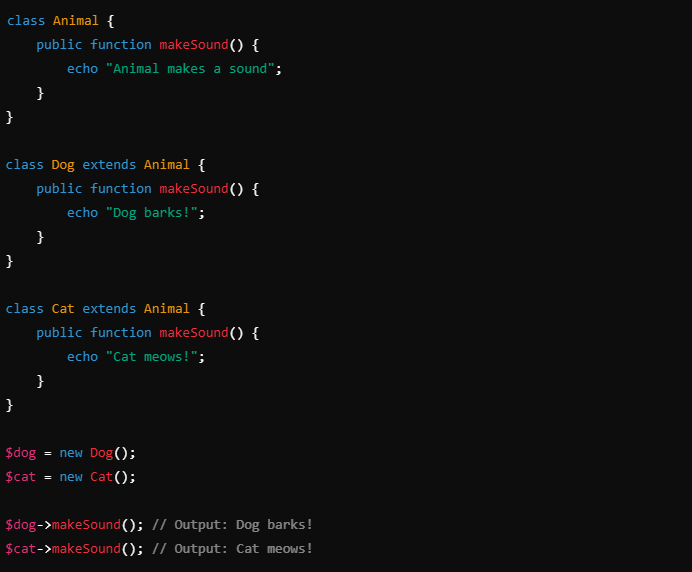 class Animal {
    public function makeSound() {
        echo "Animal makes a sound";
    }
}

class Dog extends Animal {
    public function makeSound() {
        echo "Dog barks!";
    }
}

class Cat extends Animal {
    public function makeSound() {
        echo "Cat meows!";
    }
}

$dog = new Dog();
$cat = new Cat();

$dog->makeSound(); // Output: Dog barks!
$cat->makeSound(); // Output: Cat meows!